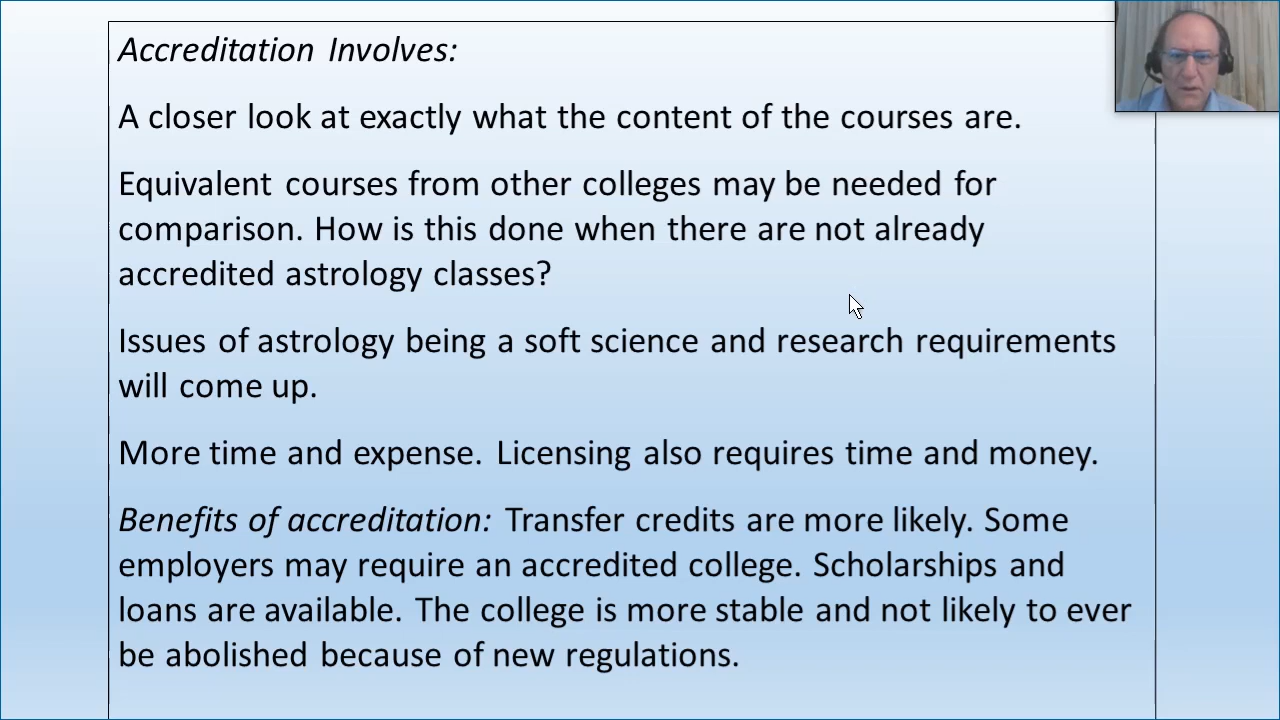 Accreditation Involves:
A closer look at exactly what the content of the courses are.
Equivalent courses from other colleges may be needed for
comparison. How is this done when there are not already
accredited astrology classes?
Issues of astrology being a soft science and research requirements
will come up.
More time and expense. Licensing also requires time and money.
Benefits of accreditation: Transfer credits are more likely. Some
employers may require an accredited college. Scholarships and
loans are available. The college is more stable and not likely to ever
be abolished because of new regulations.